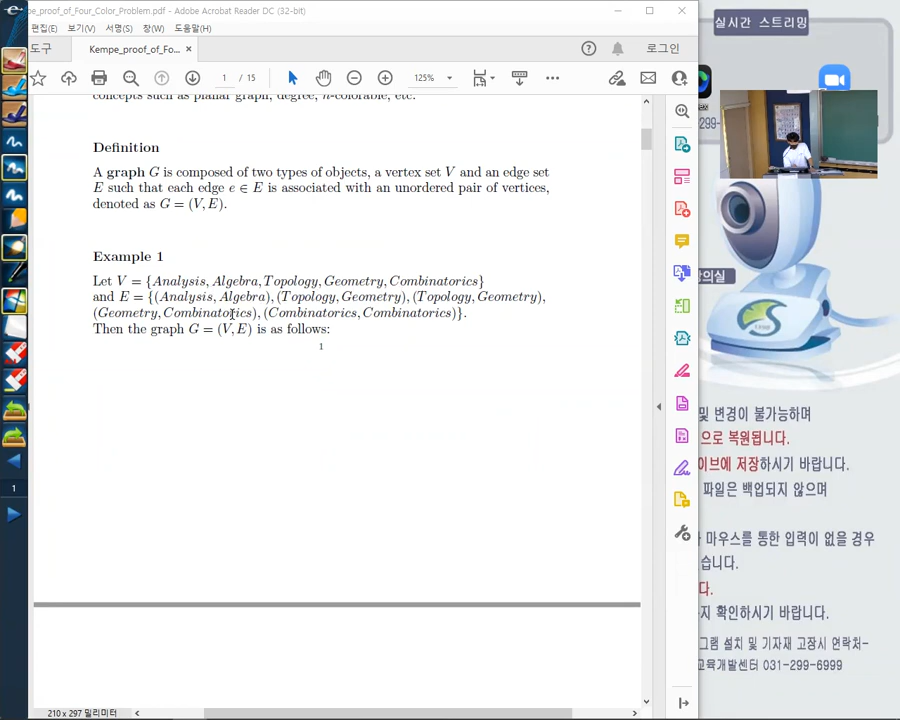 pe_proof_of_Four_Color_Problem.pdf - Adobe Acrobat Reader DC (32-bit)
편집(E) 보기(V) 서명(S) 창(W) 도움말(H)
도구
Kempe_proof_of_Fo... ×
로그인
1 / 15
125%
concepts such as planar graph, degree, n-colorable, etc.
Definition
A graph G is composed of two types of objects, a vertex set V and an edge set
E such that each edge e ∈ E is associated with an unordered pair of vertices,
denoted as G = (V, E).
Example 1
Let V = {Analysis, Algebra, Topology, Geometry, Combinatorics}
and E = {(Analysis, Algebra), (Topology, Geometry), (Topology, Geometry),
(Geometry, Combinatorics), (Combinatorics, Combinatorics)}.
Then the graph G = (V, E) is as follows:
1
1
210 x 297 밀리미터
실시간 스트리밍
ex
299-
의실
및 변경이 불가능하며
으로 복원됩니다.
이브에 저장하시기 바랍니다.
파일은 백업되지 않으며
마우스를 통한 입력이 없을 경우
습니다.
다.
지 확인하시기 바랍니다.
그램 설치 및 기자재 고장시 연락처-
교육개발센터 031-299-6999